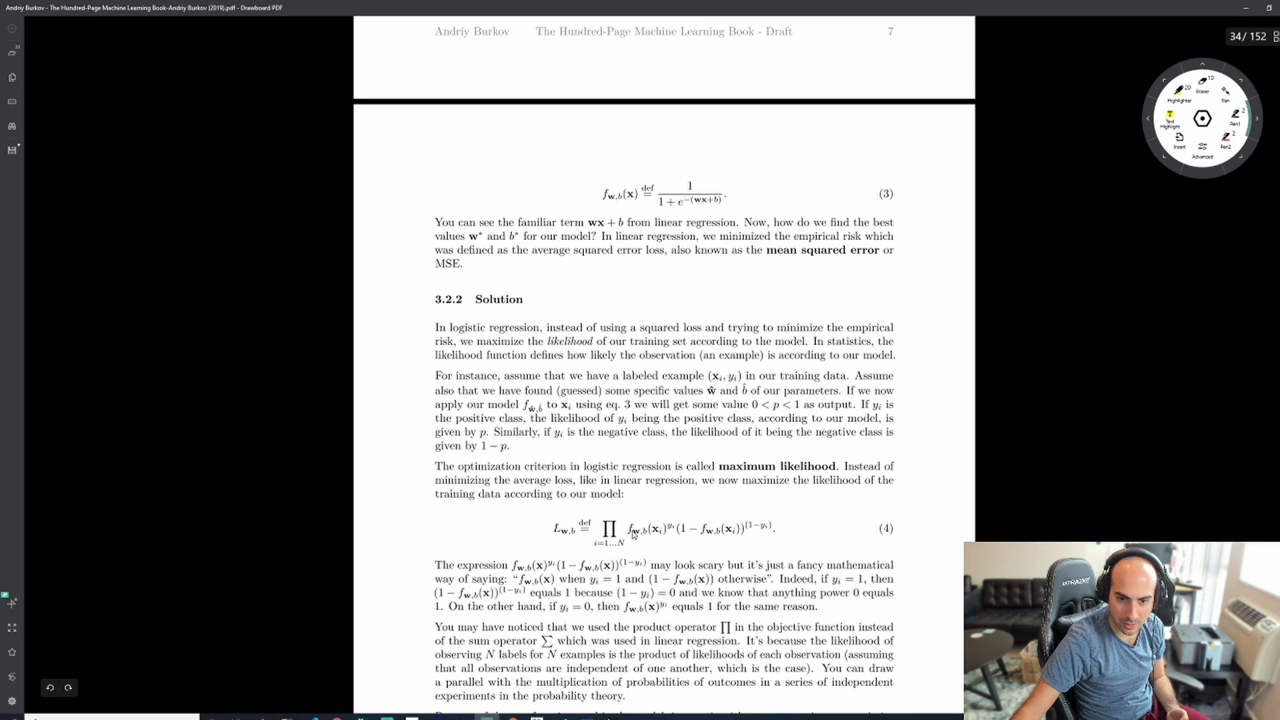 Andriy Burkov - The Hundred-Page Machine Learning Book-Andriy Burkov (2019).pdf - Drawboard PDF
Andriy Burkov The Hundred-Page Machine Learning Book - Draft 7
34/ 152
Highlighter 20
Eraser 10
Pen
Text Highlight
Pen1 2
Insert
Pen2 2
Advanced
f_{w,b}(x) def= 1 / (1 + e^{−(wx+b)}). (3)
You can see the familiar term wx + b from linear regression. Now, how do we find the best
values w* and b* for our model? In linear regression, we minimized the empirical risk which
was defined as the average squared error loss, also known as the mean squared error or
MSE.
3.2.2 Solution
In logistic regression, instead of using a squared loss and trying to minimize the empirical
risk, we maximize the likelihood of our training set according to the model. In statistics, the
likelihood function defines how likely the observation (an example) is according to our model.
For instance, assume that we have a labeled example (x_i, y_i) in our training data. Assume
also that we have found (guessed) some specific values ŵ and b̂ of our parameters. If we now
apply our model f_{ŵ,b̂} to x_i using eq. 3 we will get some value 0 < p < 1 as output. If y_i is
the positive class, the likelihood of y_i being the positive class, according to our model, is
given by p. Similarly, if y_i is the negative class, the likelihood of it being the negative class is
given by 1 − p.
The optimization criterion in logistic regression is called maximum likelihood. Instead of
minimizing the average loss, like in linear regression, we now maximize the likelihood of the
training data according to our model:
L_{w,b} def= ∏_{i=1...N} f_{w,b}(x_i)^{y_i} (1 − f_{w,b}(x_i))^{(1−y_i)}. (4)
The expression f_{w,b}(x)^{y_i}(1 − f_{w,b}(x))^{(1−y_i)} may look scary but it's just a fancy mathematical
way of saying: “f_{w,b}(x) when y_i = 1 and (1 − f_{w,b}(x)) otherwise”. Indeed, if y_i = 1, then
(1 − f_{w,b}(x))^{(1−y_i)} equals 1 because (1 − y_i) = 0 and we know that anything power 0 equals
1. On the other hand, if y_i = 0, then f_{w,b}(x)^{y_i} equals 1 for the same reason.
You may have noticed that we used the product operator ∏ in the objective function instead
of the sum operator ∑ which was used in linear regression. It's because the likelihood of
observing N labels for N examples is the product of likelihoods of each observation (assuming
that all observations are independent of one another, which is the case). You can draw
a parallel with the multiplication of probabilities of outcomes in a series of independent
experiments in the probability theory.